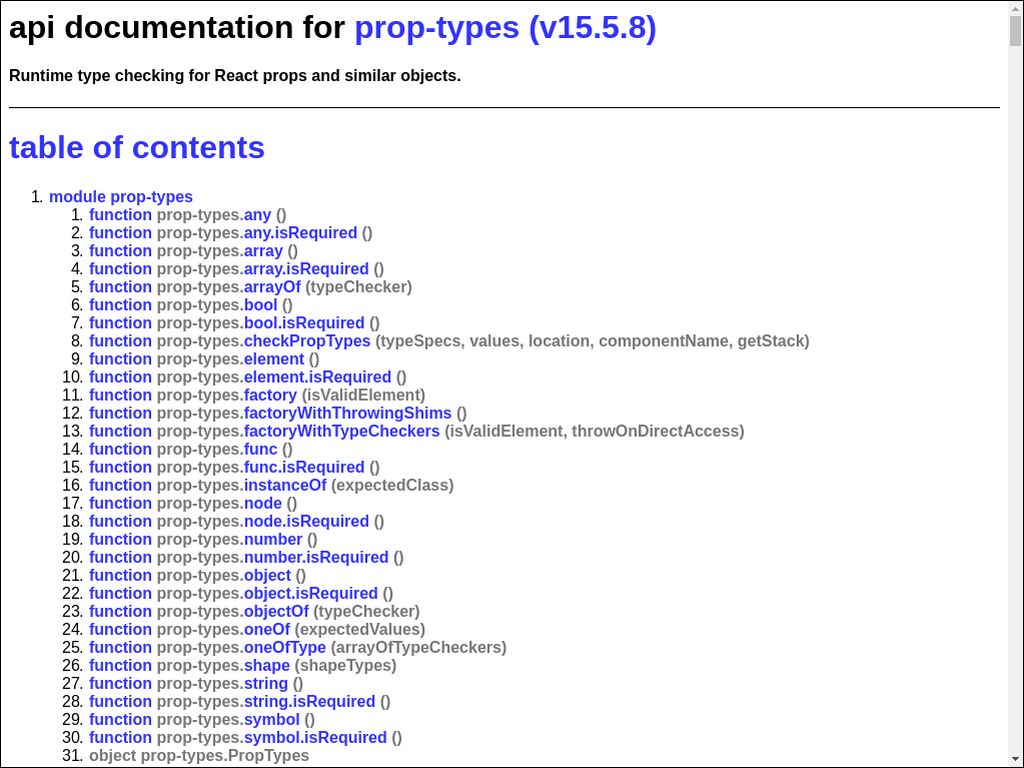 api documentation for prop-types (v15.5.8)
Runtime type checking for React props and similar objects.
table of contents
1. module prop-types
1. function prop-types.any ()
2. function prop-types.any.isRequired ()
3. function prop-types.array ()
4. function prop-types.array.isRequired ()
5. function prop-types.arrayOf (typeChecker)
6. function prop-types.bool ()
7. function prop-types.bool.isRequired ()
8. function prop-types.checkPropTypes (typeSpecs, values, location, componentName, getStack)
9. function prop-types.element ()
10. function prop-types.element.isRequired ()
11. function prop-types.factory (isValidElement)
12. function prop-types.factoryWithThrowingShims ()
13. function prop-types.factoryWithTypeCheckers (isValidElement, throwOnDirectAccess)
14. function prop-types.func ()
15. function prop-types.func.isRequired ()
16. function prop-types.instanceOf (expectedClass)
17. function prop-types.node ()
18. function prop-types.node.isRequired ()
19. function prop-types.number ()
20. function prop-types.number.isRequired ()
21. function prop-types.object ()
22. function prop-types.object.isRequired ()
23. function prop-types.objectOf (typeChecker)
24. function prop-types.oneOf (expectedValues)
25. function prop-types.oneOfType (arrayOfTypeCheckers)
26. function prop-types.shape (shapeTypes)
27. function prop-types.string ()
28. function prop-types.string.isRequired ()
29. function prop-types.symbol ()
30. function prop-types.symbol.isRequired ()
31. object prop-types.PropTypes